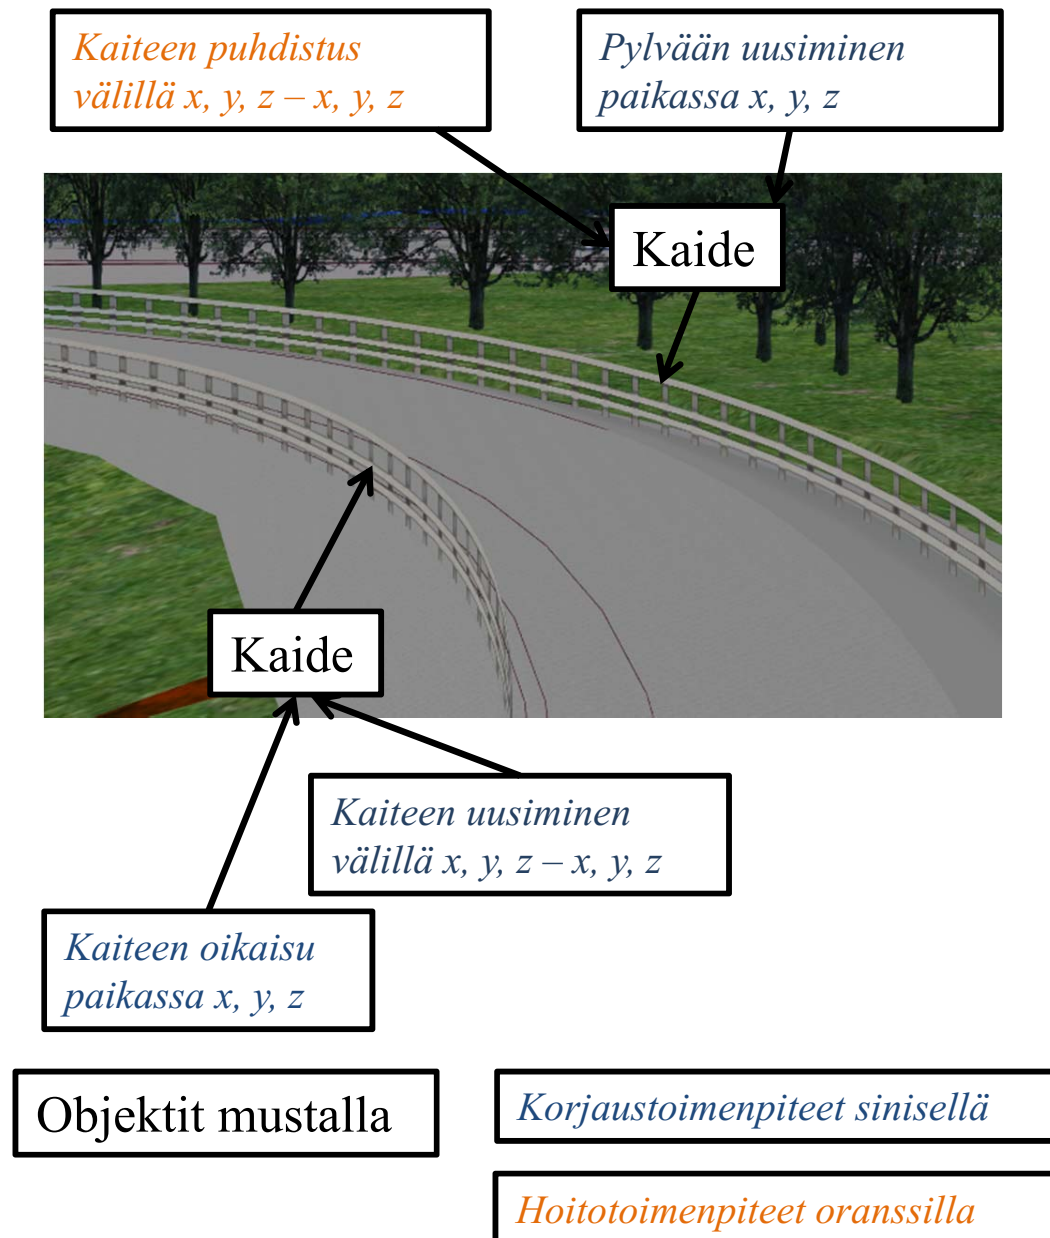 Kaiteen puhdistus
välillä x, y, z – x, y, z
Pylvään uusiminen
paikassa x, y, z
Kaide
Kaide
Kaiteen uusiminen
välillä x, y, z – x, y, z
Kaiteen oikaisu
paikassa x, y, z
Objektit mustalla
Korjaustoimenpiteet sinisellä
Hoitotoimenpiteet oranssilla